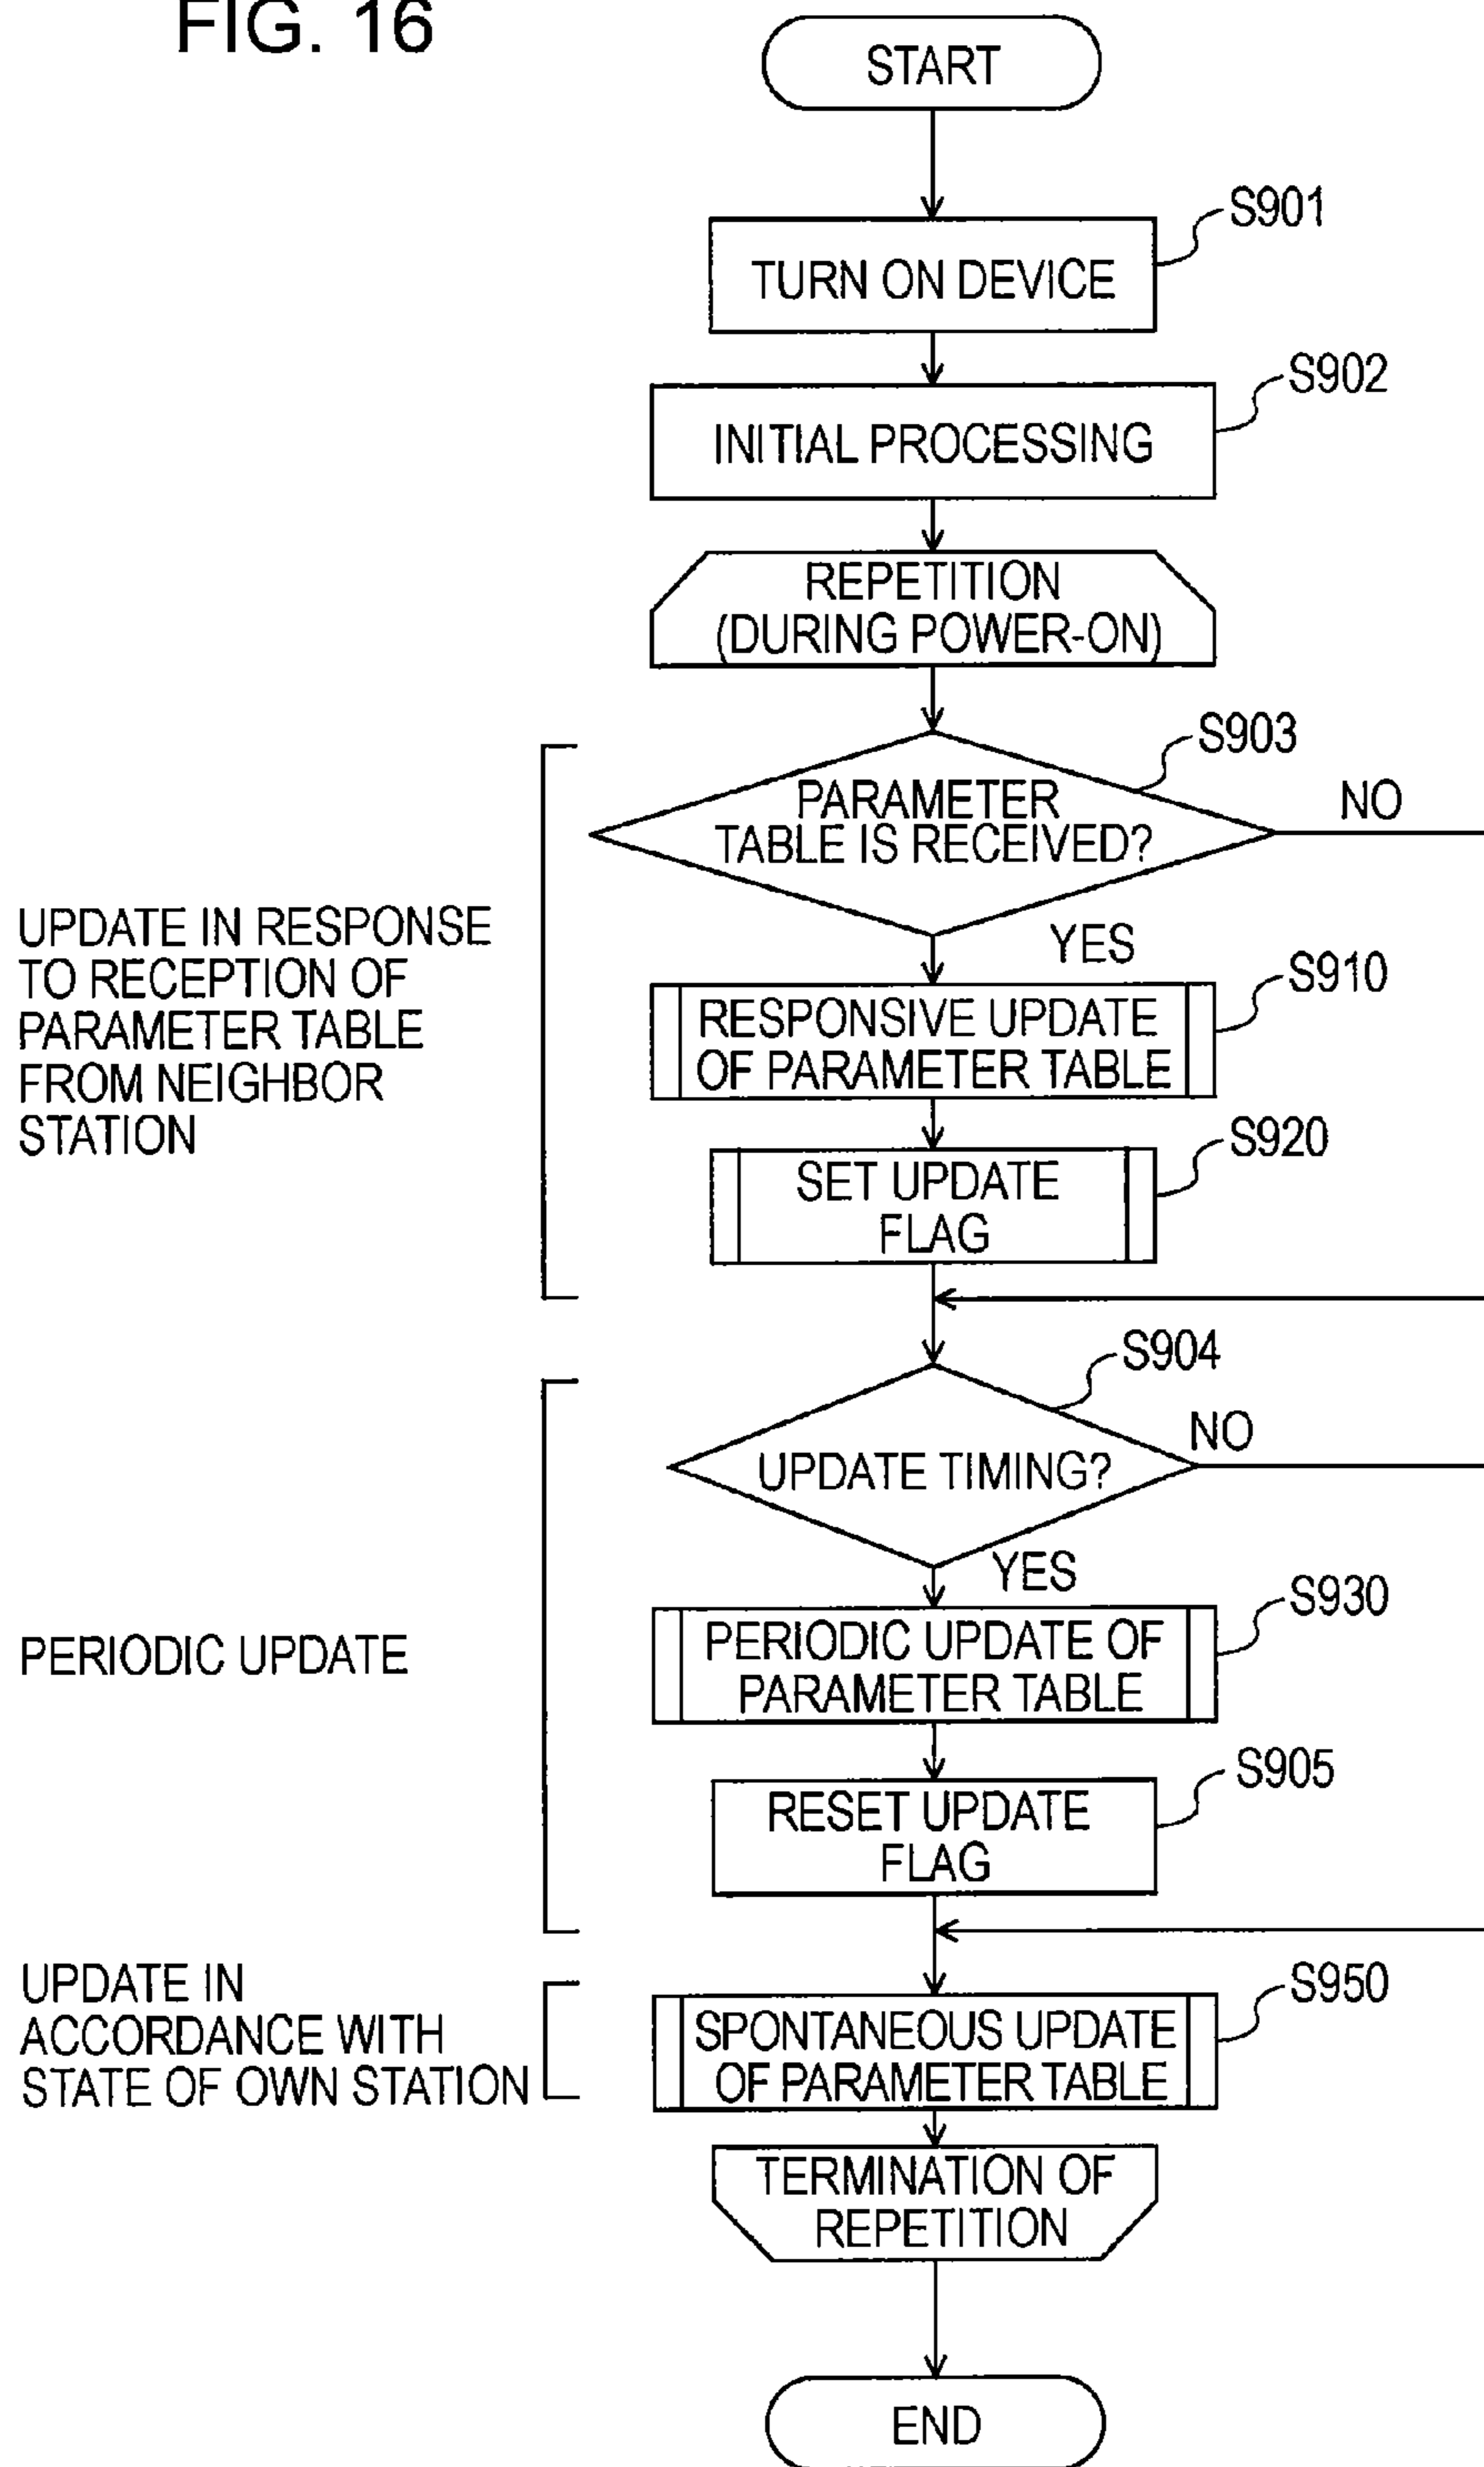 FIG. 16
START
S901
TURN ON DEVICE
S902
INITIAL PROCESSING
REPETITION
(DURING POWER-ON)
S903
PARAMETER
TABLE IS RECEIVED?
NO
YES
UPDATE IN RESPONSE
TO RECEPTION OF
PARAMETER TABLE
FROM NEIGHBOR
STATION
S910
RESPONSIVE UPDATE
OF PARAMETER TABLE
S920
SET UPDATE
FLAG
S904
UPDATE TIMING?
NO
YES
PERIODIC UPDATE
S930
PERIODIC UPDATE OF
PARAMETER TABLE
S905
RESET UPDATE
FLAG
UPDATE IN
ACCORDANCE WITH
STATE OF OWN STATION
S950
SPONTANEOUS UPDATE
OF PARAMETER TABLE
TERMINATION OF
REPETITION
END